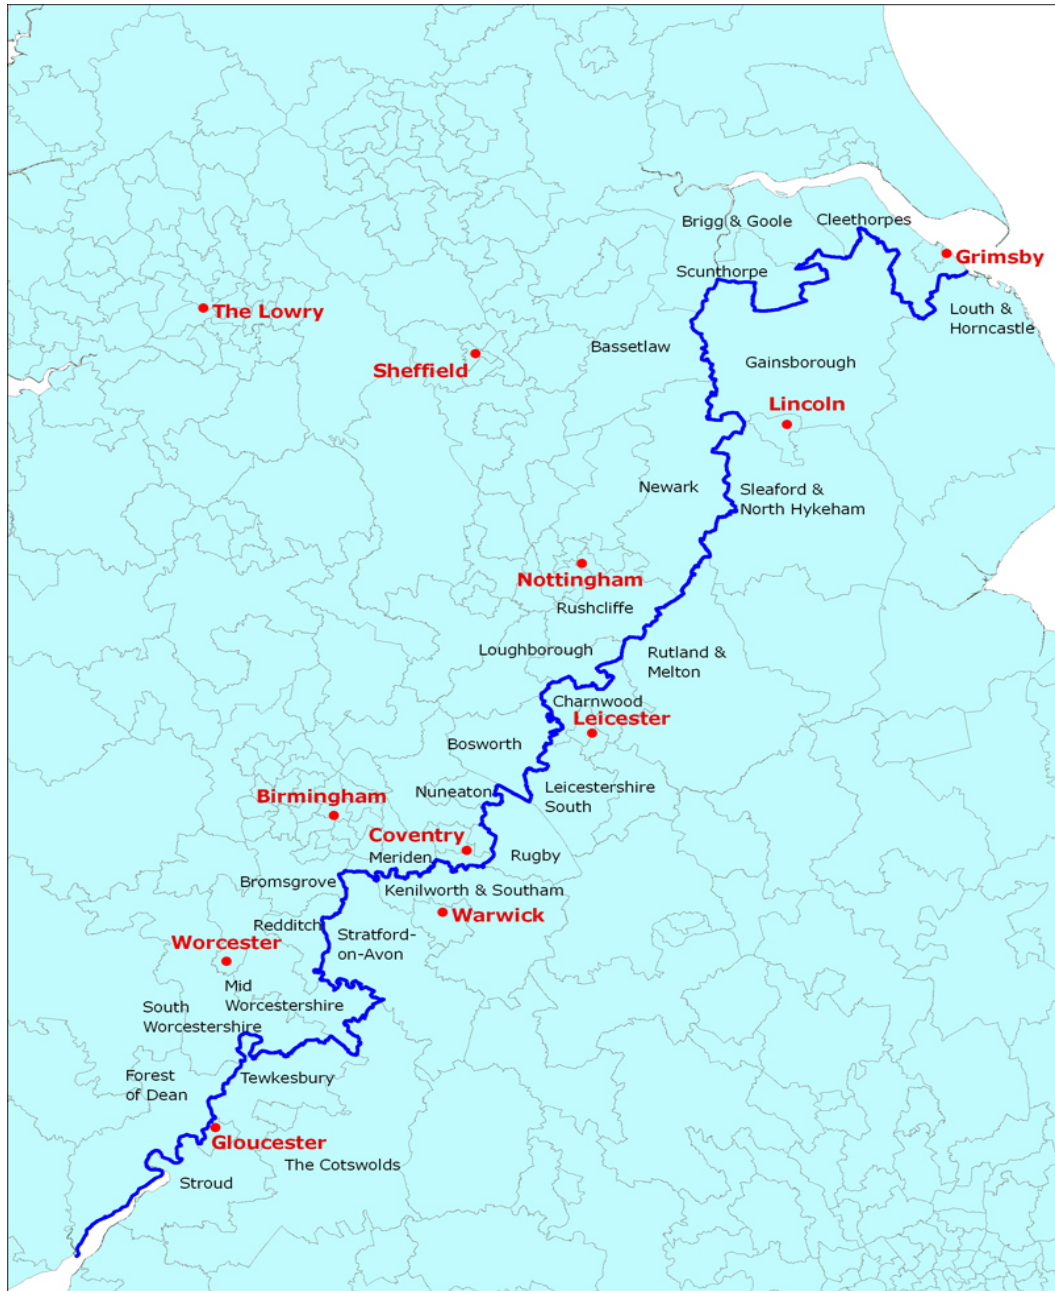 Brigg & Goole
Cleethorpes
Grimsby
Scunthorpe
The Lowry
Louth &
Horncastle
Bassetlaw
Gainsborough
Sheffield
Lincoln
Newark
Sleaford &
North Hykeham
Nottingham
Rushcliffe
Loughborough
Rutland &
Melton
Charnwood
Leicester
Bosworth
Nuneaton
Leicestershire
South
Birmingham
Coventry
Meriden
Rugby
Bromsgrove
Kenilworth & Southam
Warwick
Redditch
Stratford-
on-Avon
Worcester
Mid
Worcestershire
South
Worcestershire
Forest
of Dean
Tewkesbury
Gloucester
The Cotswolds
Stroud